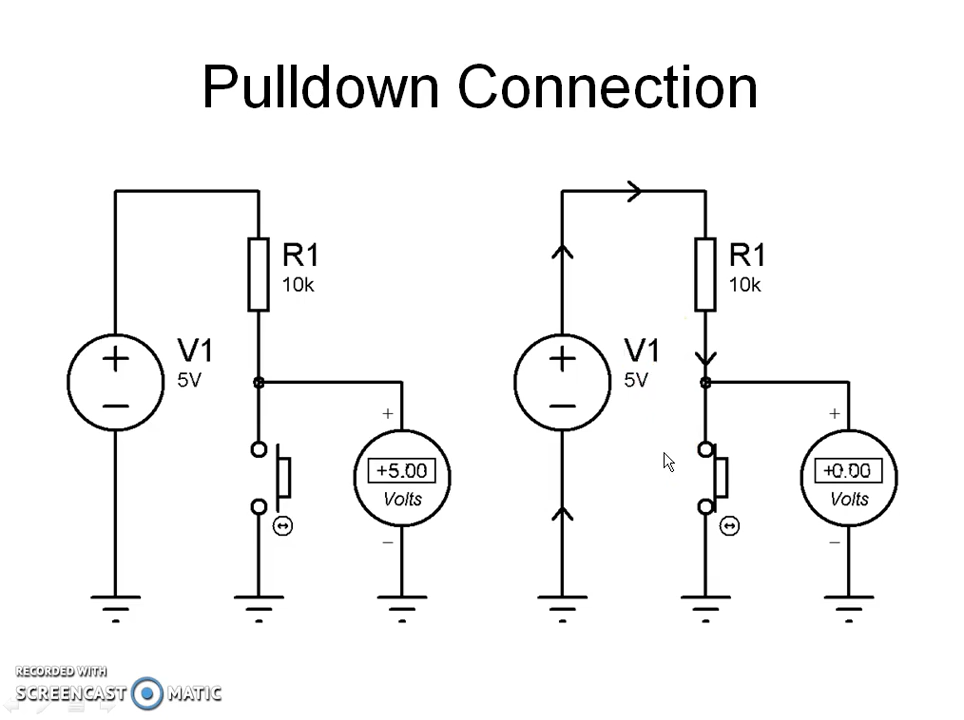 Pulldown Connection
R1
10k
V1
5V
+
−
+
+5.00
Volts
−
R1
10k
V1
5V
+
−
+
+0.00
Volts
−
RECORDED WITH
SCREENCAST MATIC